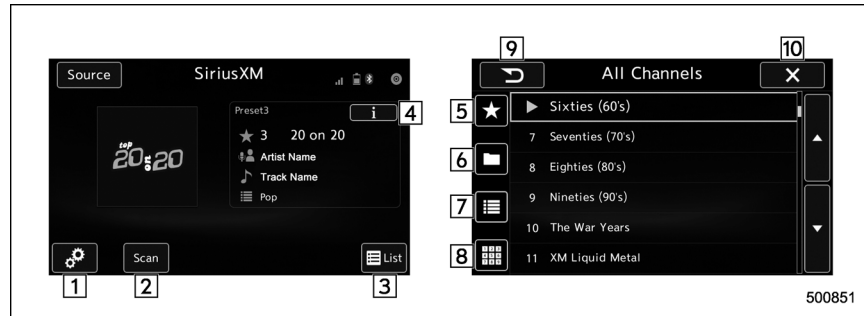 9
10
Source
SiriusXM
All Channels
Preset3
i
4
5
Sixties (60's)
3 20 on 20
7 Seventies (70's)
Artist Name
top
20 on 20
6
8 Eighties (80's)
Track Name
Pop
7
9 Nineties (90's)
10 The War Years
Scan
List
8
11 XM Liquid Metal
1
2
3
500851